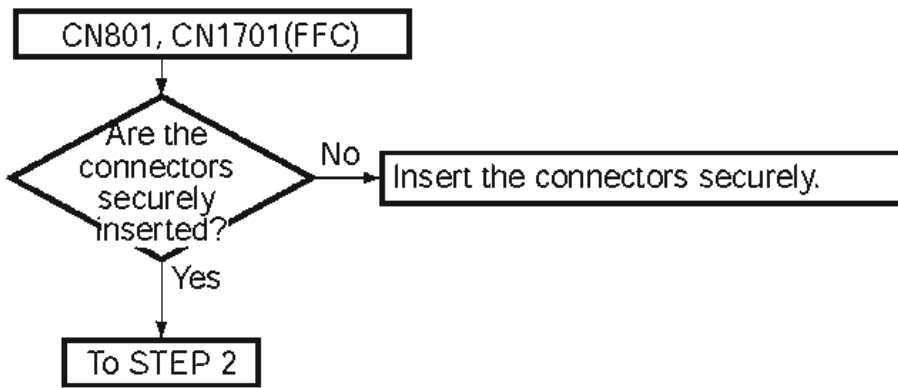 CN801, CN1701(FFC)
Are the
connectors
securely
inserted?
No
Insert the connectors securely.
Yes
To STEP 2